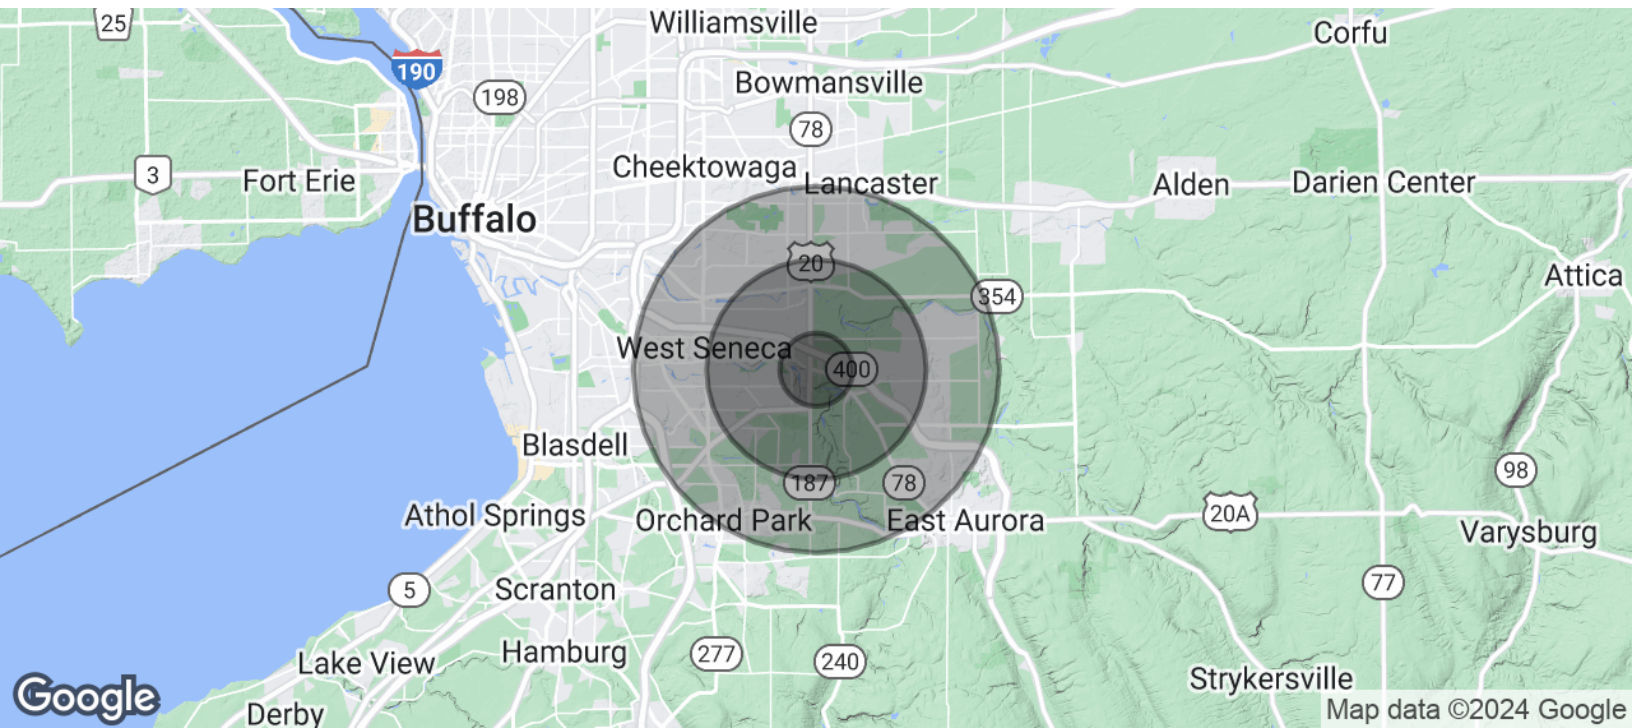 25
Williamsville
Corfu
190
Bowmansville
198
78
Cheektowaga
3
Fort Erie
Lancaster
Alden
Darien Center
Buffalo
20
Attica
354
West Seneca
400
Blasdell
98
187
78
Athol Springs
Orchard Park
East Aurora
20A
Varysburg
5
Scranton
77
Hamburg
277
240
Lake View
Strykersville
Google
Derby
Map data ©2024 Google